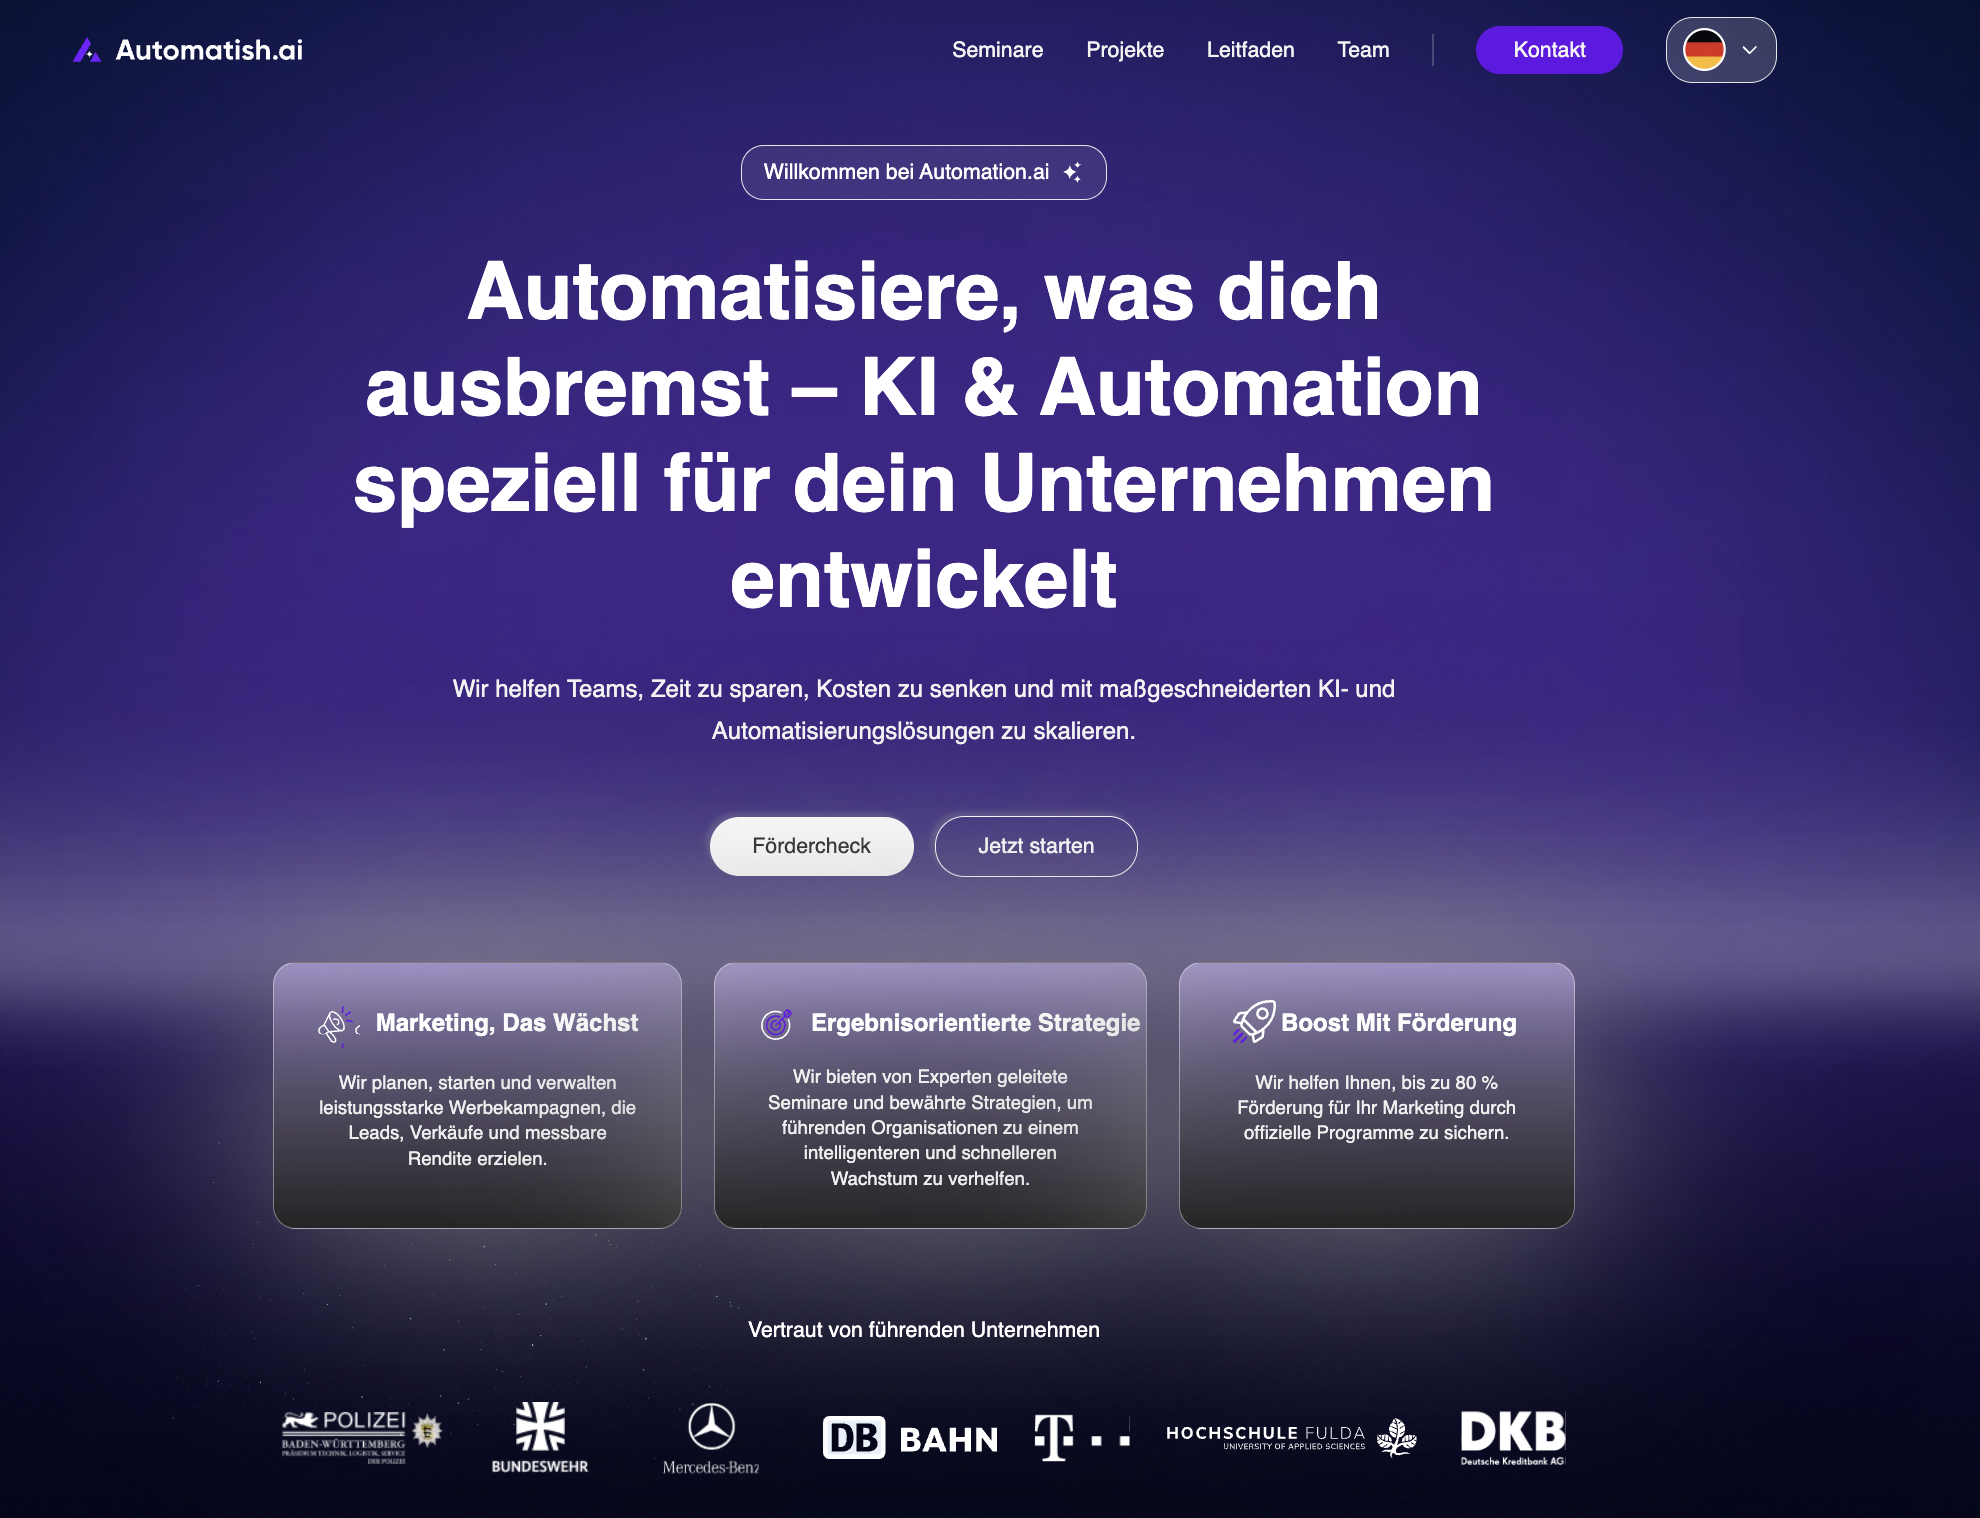 Automatish.ai
Seminare Projekte Leitfaden Team Kontakt
Willkommen bei Automation.ai
Automatisiere, was dich
ausbremst – KI & Automation
speziell für dein Unternehmen
entwickelt
Wir helfen Teams, Zeit zu sparen, Kosten zu senken und mit maßgeschneiderten KI- und
Automatisierungslösungen zu skalieren.
Fördercheck
Jetzt starten
Marketing, Das Wächst
Wir planen, starten und verwalten
leistungsstarke Werbekampagnen, die
Leads, Verkäufe und messbare
Rendite erzielen.
Ergebnisorientierte Strategie
Wir bieten von Experten geleitete
Seminare und bewährte Strategien, um
führenden Organisationen zu einem
intelligenteren und schnelleren
Wachstum zu verhelfen.
Boost Mit Förderung
Wir helfen Ihnen, bis zu 80 %
Förderung für Ihr Marketing durch
offizielle Programme zu sichern.
Vertraut von führenden Unternehmen
POLIZEI
BADEN-WÜRTTEMBERG
PRÄSIDIUM TECHNIK, LOGISTIK, SERVICE
DER POLIZEI
BUNDESWEHR
Mercedes-Benz
DB BAHN
T
HOCHSCHULE FULDA
UNIVERSITY OF APPLIED SCIENCES
DKB
Deutsche Kreditbank AG